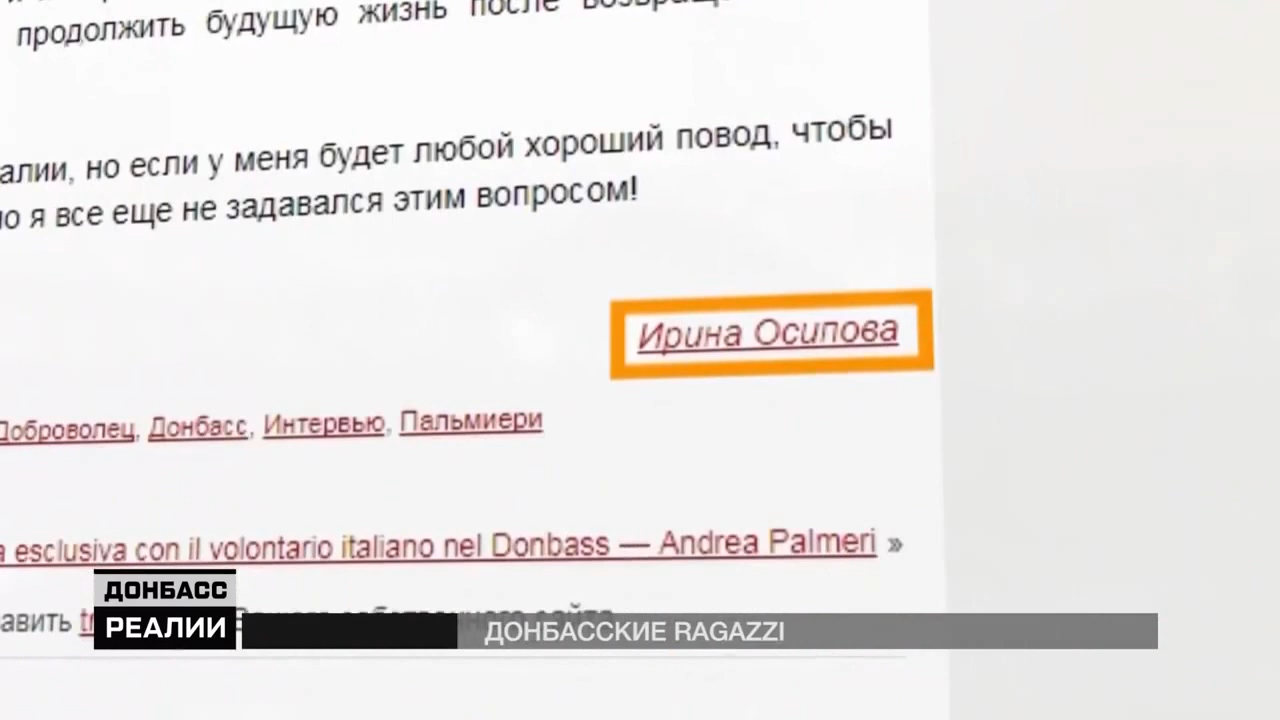 продолжить будущую жизнь после
алии, но если у меня будет любой хороший повод, чтобы
я все еще не задавался этим вопросом!
Ирина Осипова
Доброволец, Донбасс, Интервью, Пальмиери
a esclusiva con il volontario italiano nel Donbass — Andrea Palmeri »
авить
ДОНБАСС
РЕАЛИИ
ДОНБАССКИЕ RAGAZZI